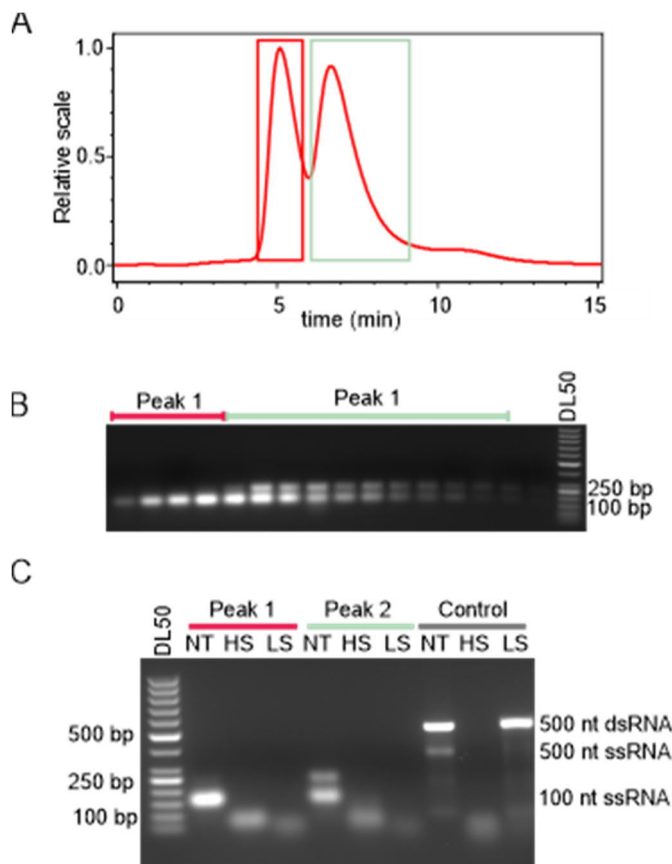 A
1.0
0.5
0.0
Relative scale
0 5 10 15
time (min)
B
Peak 1 Peak 1
DL50
250 bp
100 bp
C
DL50
Peak 1 Peak 2 Control
NT HS LS NT HS LS NT HS LS
500 bp
250 bp
100 bp
500 nt dsRNA
500 nt ssRNA
100 nt ssRNA